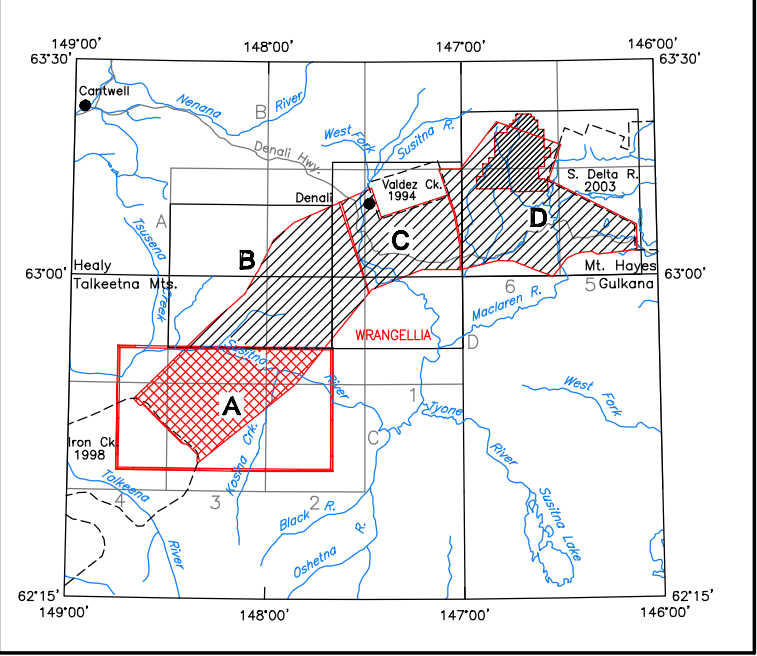 149°00'
148°00'
147°00'
146°00'
63°30'
63°30'
Cantwell
Nenana
River
B
West Fork
Susitna R.
Denali Hwy.
Valdez Ck.
1994
S. Delta R.
2003
Denali
A
Tsusena
Creek
B
C
D
Healy
Mt. Hayes
63°00'
63°00'
Talkeetna Mts.
6
5
Gulkana
Maclaren R.
WRANGELLIA
D
Susitna
River
A
1
West
Fork
Tyone
River
C
Iron Ck.
1998
Kosina Crk.
Talkeena
River
4
3
2
Black R.
Oshetna
R.
Susitna Lake
62°15'
62°15'
149°00'
148°00'
147°00'
146°00'